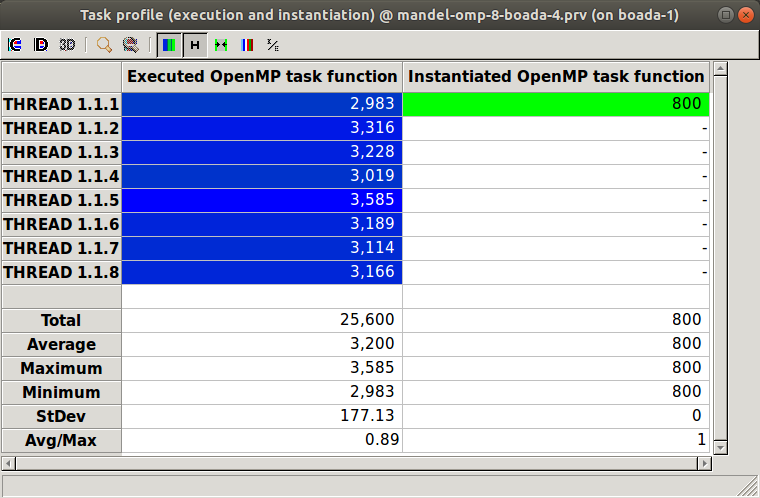 Task profile (execution and instantiation) @ mandel-omp-8-boada-4.prv (on boada-1)
3D
Executed OpenMP task function Instantiated OpenMP task function
THREAD 1.1.1 2,983 800
THREAD 1.1.2 3,316 -
THREAD 1.1.3 3,228 -
THREAD 1.1.4 3,019 -
THREAD 1.1.5 3,585 -
THREAD 1.1.6 3,189 -
THREAD 1.1.7 3,114 -
THREAD 1.1.8 3,166 -
Total 25,600 800
Average 3,200 800
Maximum 3,585 800
Minimum 2,983 800
StDev 177.13 0
Avg/Max 0.89 1